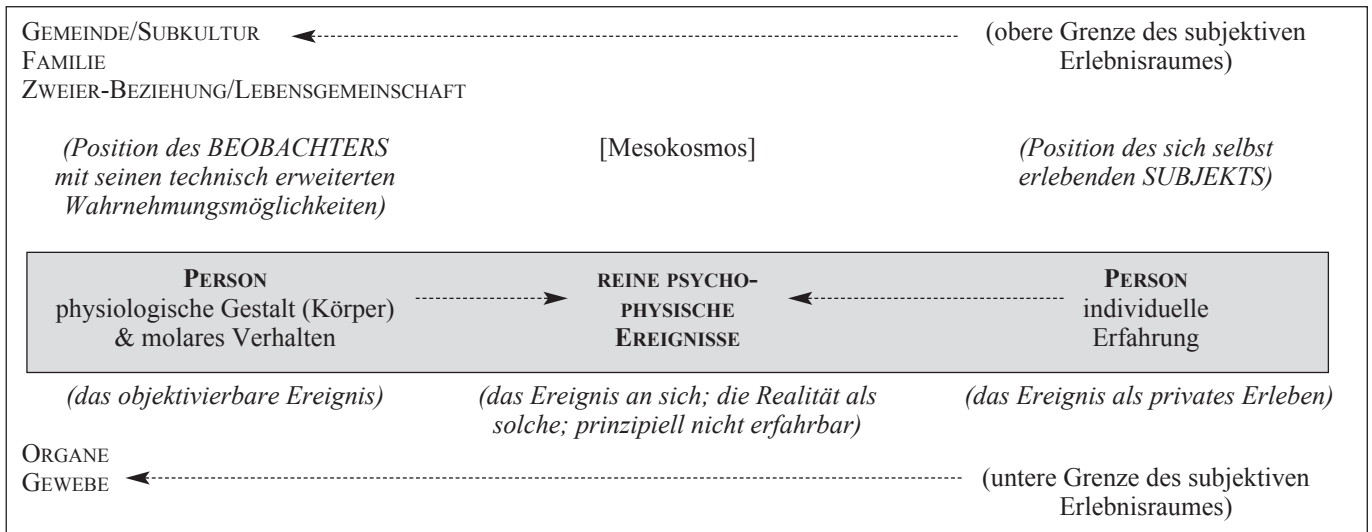 GEMEINDE/SUBKULTUR (obere Grenze des subjektiven
FAMILIE Erlebnisraumes)
ZWEIER-BEZIEHUNG/LEBENSGEMEINSCHAFT
(Position des BEOBACHTERS
mit seinen technisch erweiterten
Wahrnehmungsmöglichkeiten)
[Mesokosmos]
(Position des sich selbst
erlebenden SUBJEKTS)
PERSON
physiologische Gestalt (Körper)
& molares Verhalten
REINE PSYCHO-
PHYSISCHE
EREIGNISSE
PERSON
individuelle
Erfahrung
(das objektivierbare Ereignis)
(das Ereignis an sich; die Realität als
solche; prinzipiell nicht erfahrbar)
(das Ereignis als privates Erleben)
ORGANE
GEWEBE (untere Grenze des subjektiven
Erlebnisraumes)